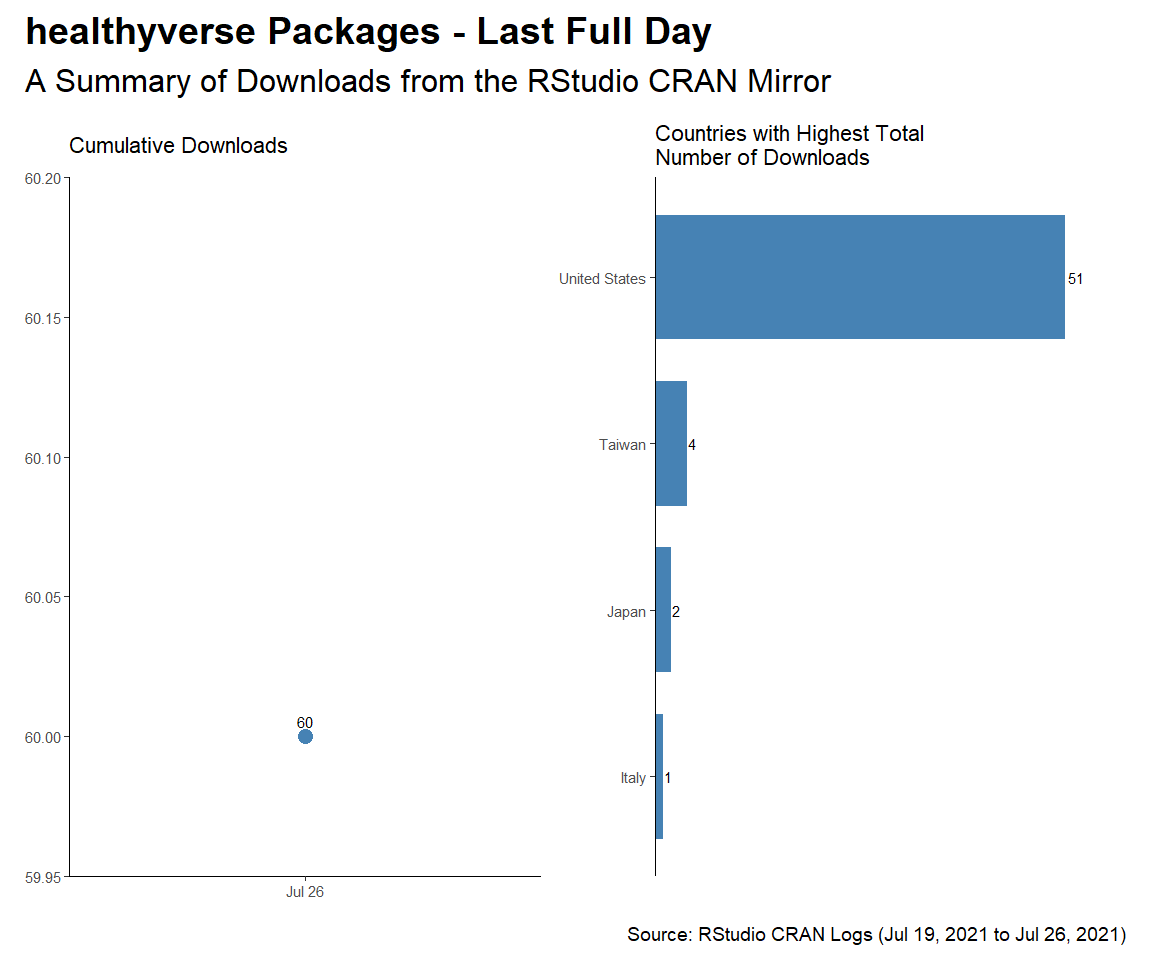 healthyverse Packages - Last Full Day
A Summary of Downloads from the RStudio CRAN Mirror
Cumulative Downloads
60.20
60.15
60.10
60.05
60.00
59.95
60
Jul 26
Countries with Highest Total
Number of Downloads
United States
51
Taiwan
4
Japan
2
Italy
1
Source: RStudio CRAN Logs (Jul 19, 2021 to Jul 26, 2021)